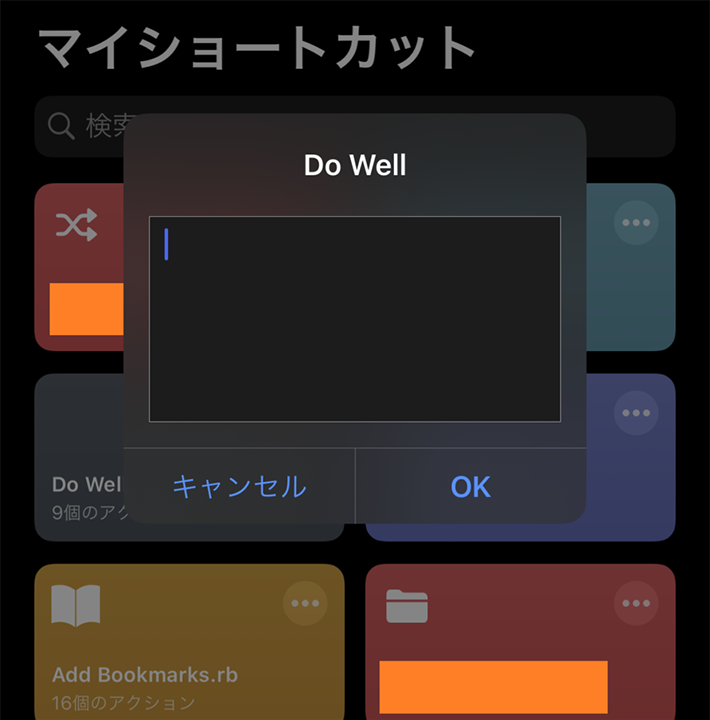 マイショートカット
検索
Do Well
キャンセル
OK
Do Wel
9個のアク
Add Bookmarks.rb
16個のアクション